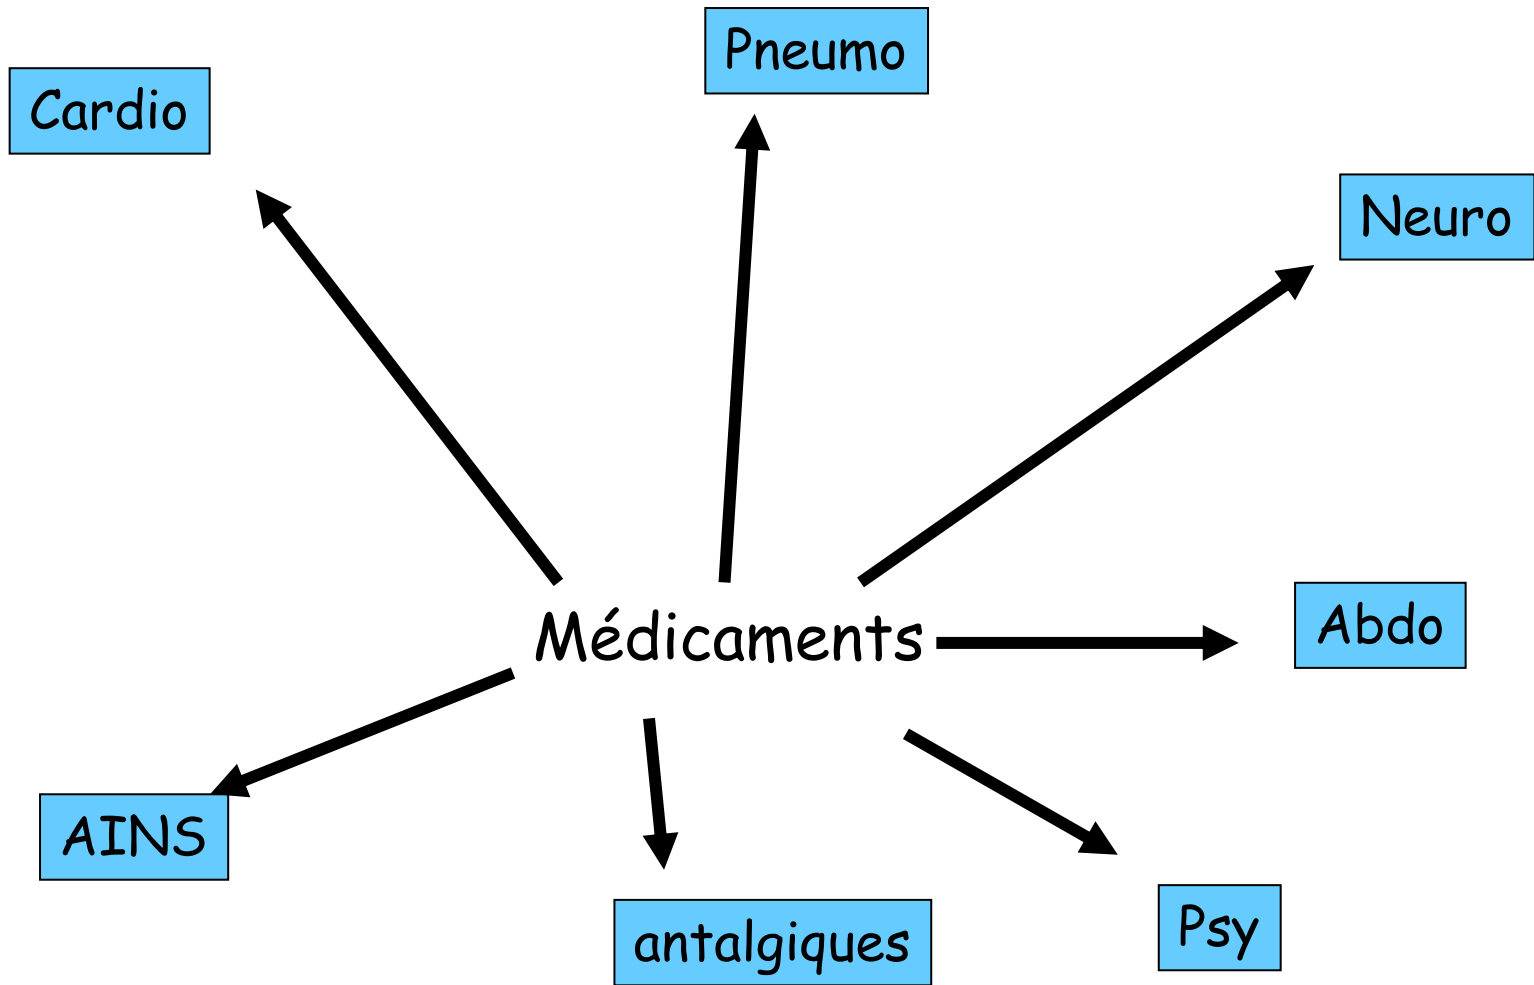 Pneumo
Cardio
Neuro
Médicaments
Abdo
AINS
antalgiques
Psy